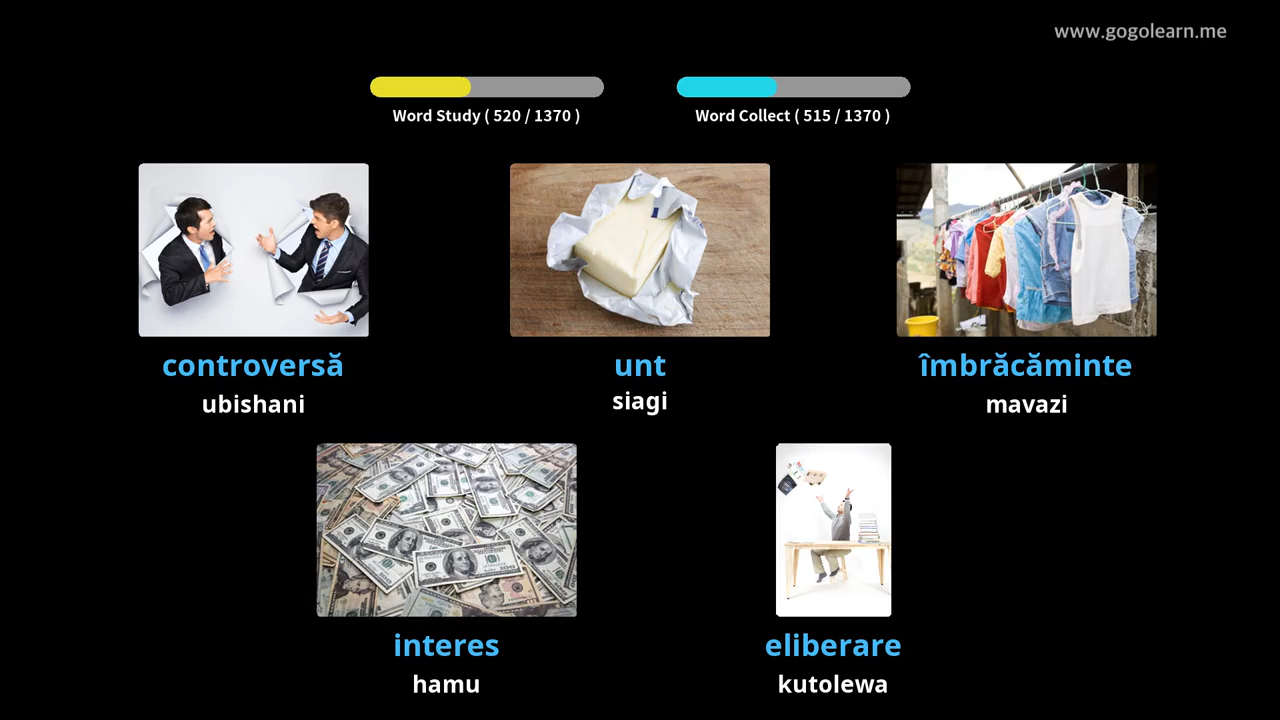 www.gogolearn.me
Word Study ( 520 / 1370 )
Word Collect ( 515 / 1370 )
controversă
ubishani
unt
siagi
îmbrăcăminte
mavazi
interes
hamu
eliberare
kutolewa